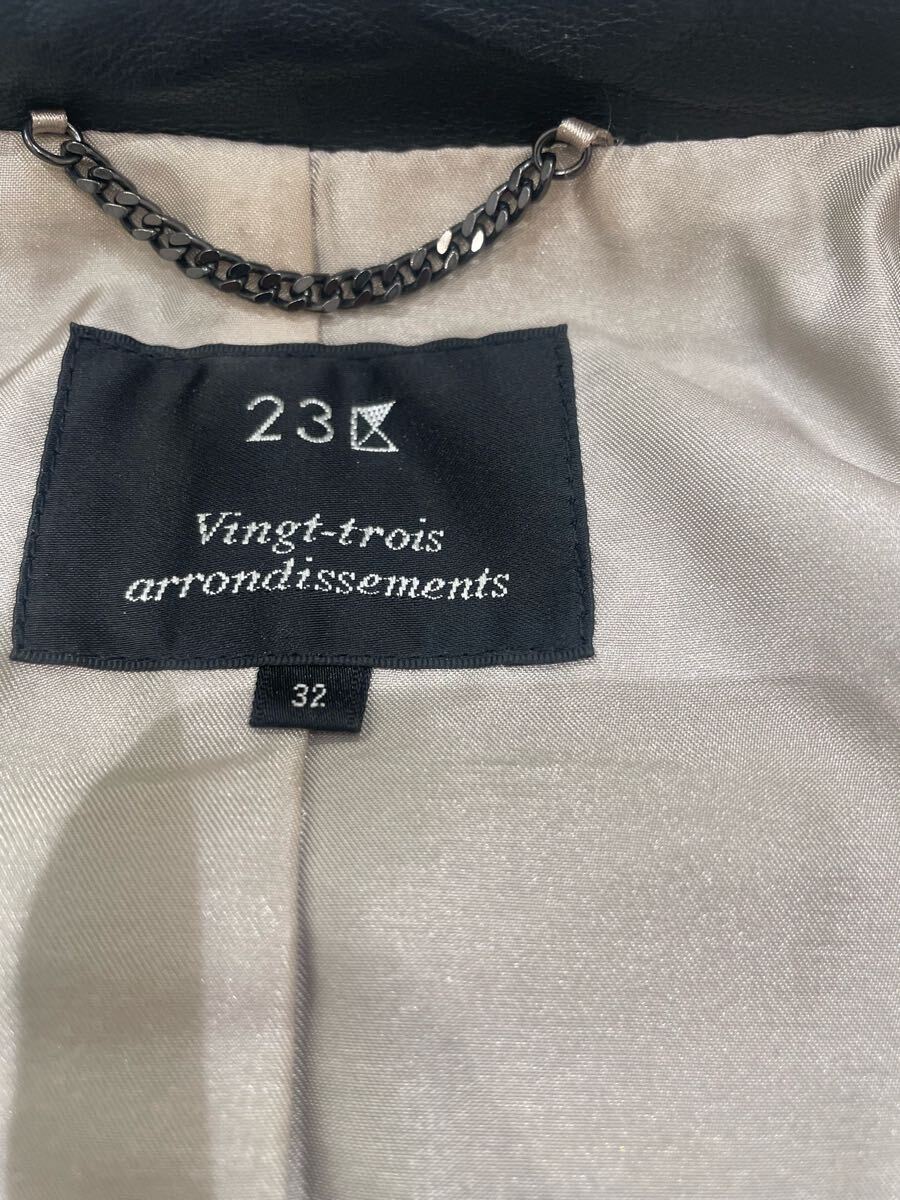 23区
Vingt-trois
arrondissements
32